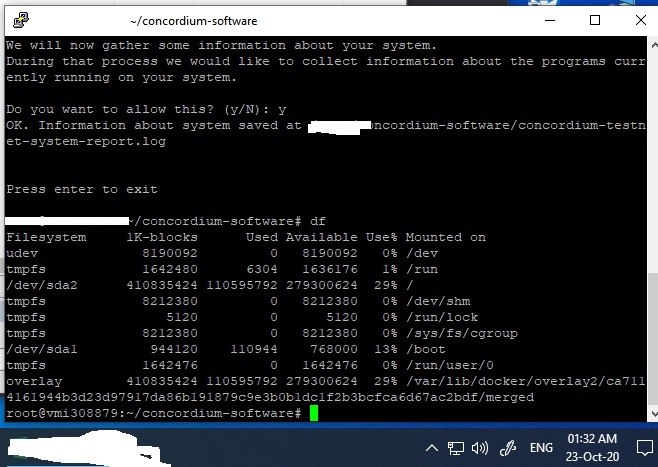 ~/concordium-software
We will now gather some information about your system.
During that process we would like to collect information about the programs curr
ently running on your system.
Do you want to allow this? (y/N): y
OK. Information about system saved at oncordium-software/concordium-testn
et-system-report.log
Press enter to exit
~/concordium-software# df
Filesystem 1K-blocks Used Available Use% Mounted on
udev 8190092 0 8190092 0% /dev
tmpfs 1642480 6304 1636176 1% /run
/dev/sda2 410835424 110595792 279300624 29% /
tmpfs 8212380 0 8212380 0% /dev/shm
tmpfs 5120 0 5120 0% /run/lock
tmpfs 8212380 0 8212380 0% /sys/fs/cgroup
/dev/sda1 944120 110944 768000 13% /boot
tmpfs 1642476 0 1642476 0% /run/user/0
overlay 410835424 110595792 279300624 29% /var/lib/docker/overlay2/ca711
4161944b3d23d97917da86b191879c9e3b0b1dc1f2b3bcfca6d67ac2bdf/merged
root@vmi308879:~/concordium-software#
ENG
01:32 AM
23-Oct-20